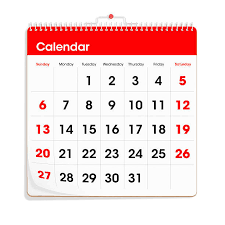 Calendar
Sunday Monday Tuesday Wednesday Thursday Friday Saturday
1 2 3 4 5
6 7 8 9 10 11 12
13 14 15 16 17 18 19
20 21 22 23 24 25 26
27 28 29 30 31